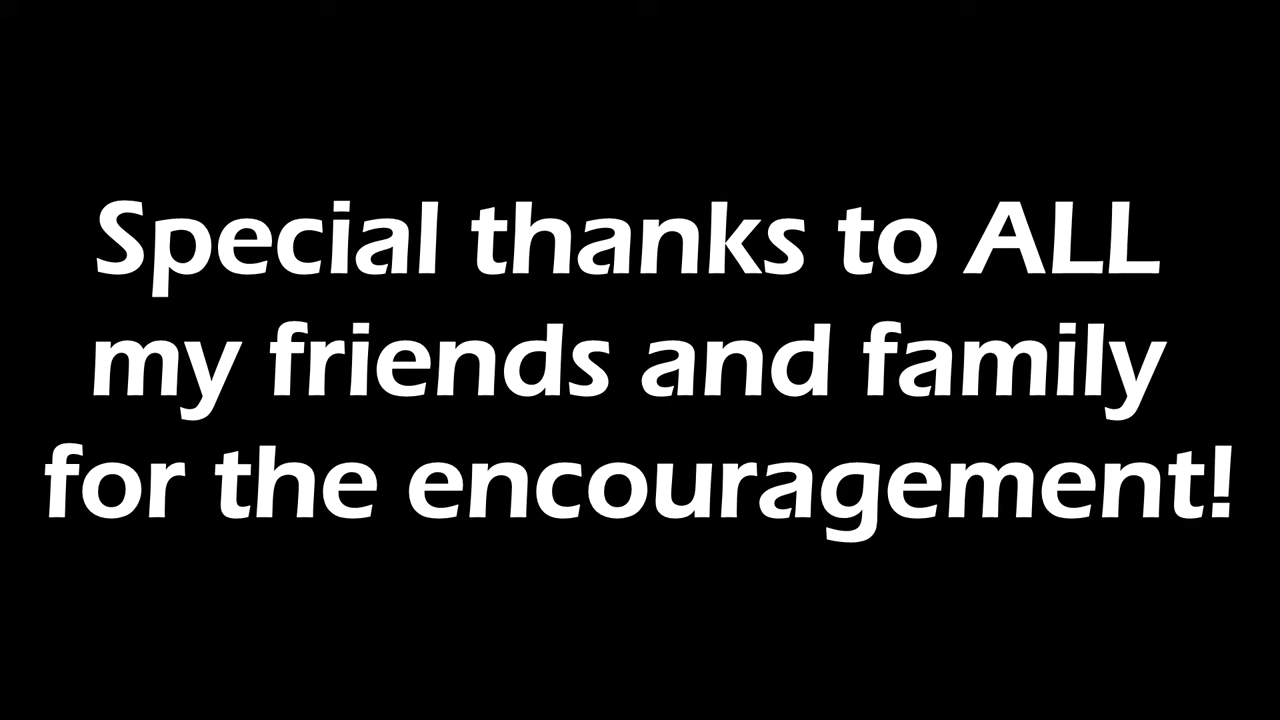 Special thanks to ALL
my friends and family
for the encouragement!